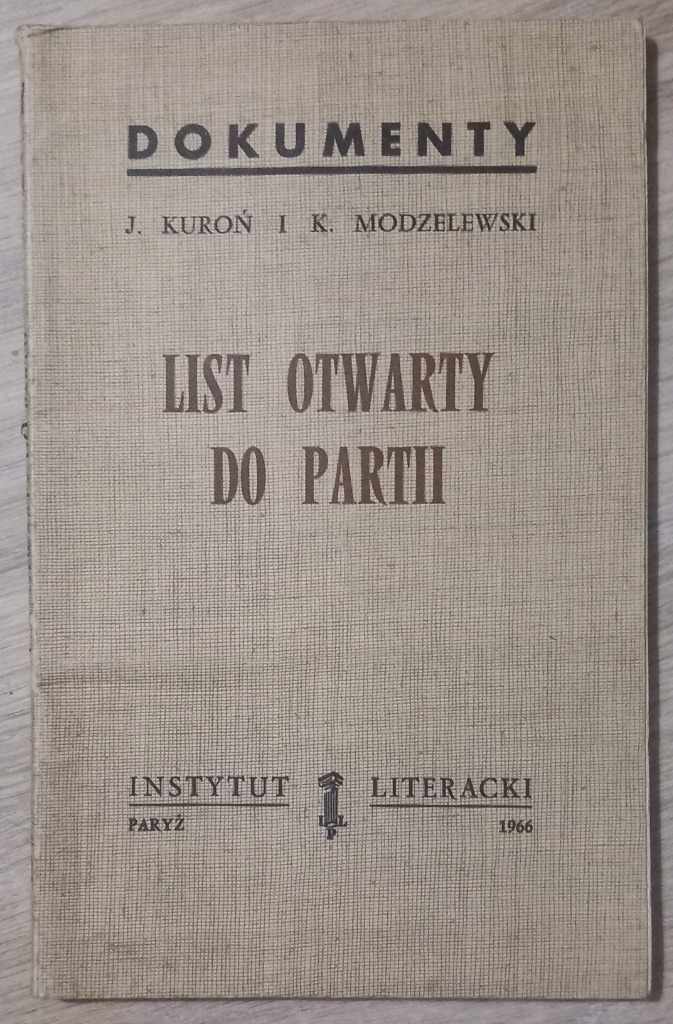 DOKUMENTY
J. KUROŃ I K. MODZELEWSKI
LIST OTWARTY
DO PARTII
INSTYTUT LITERACKI
PARYŻ 1966
I L
P